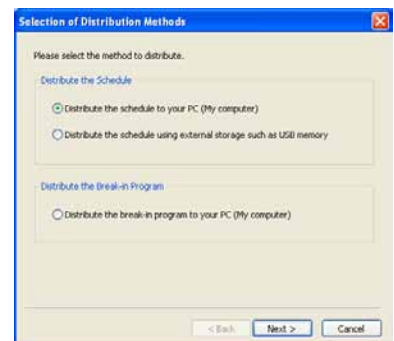 Selection of Distribution Methods
Please select the method to distribute.
Distribute the Schedule
Distribute the schedule to your PC (My computer)
Distribute the schedule using external storage such as USB memory
Distribute the Break-in Program
Distribute the break-in program to your PC (My computer)
< Back Next > Cancel